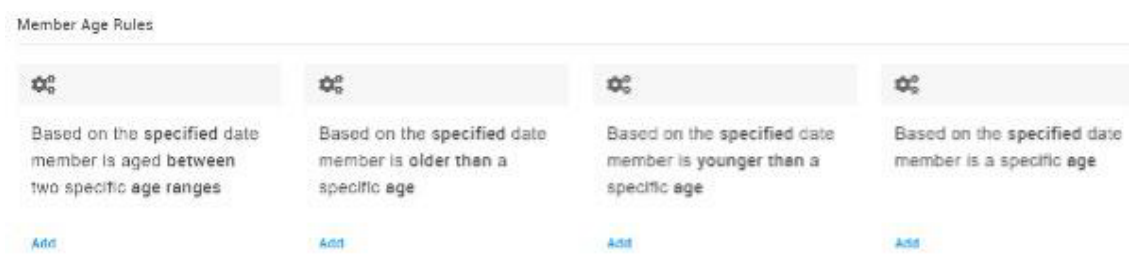 Member Age Rules
Based on the specified date
member is aged between
two specific age ranges
Add
Based on the specified date
member is older than a
specific age
Add
Based on the specified date
member is younger than a
specific age
Add
Based on the specified date
member is a specific age
Add